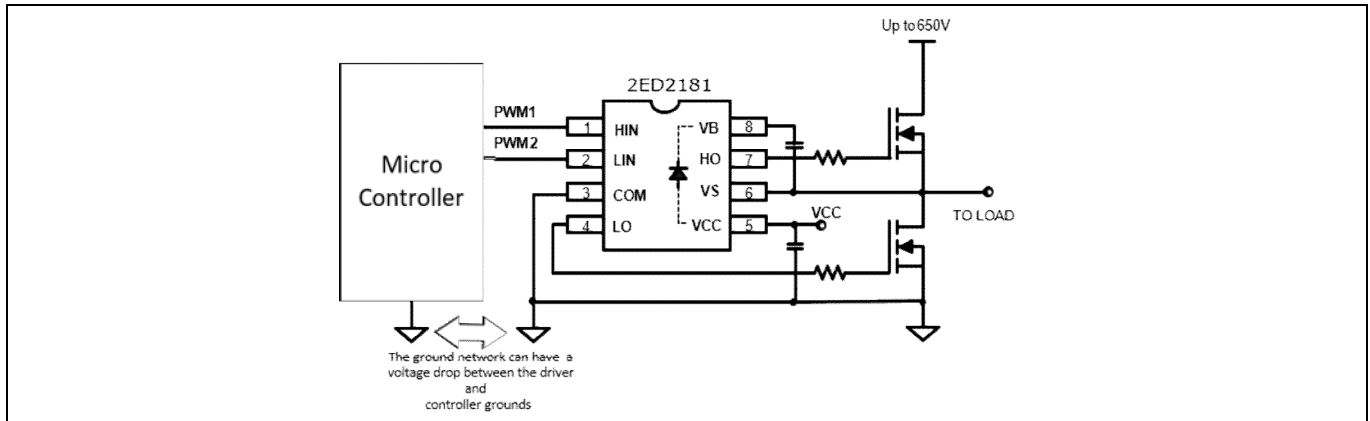 Up to 650V
2ED2181
PWM1
PWM2
Micro
Controller
1 HIN
2 LIN
3 COM
4 LO
VB 8
HO 7
VS 6
VCC 5
VCC
TO LOAD
The ground network can have a
voltage drop between the driver
and
controller grounds